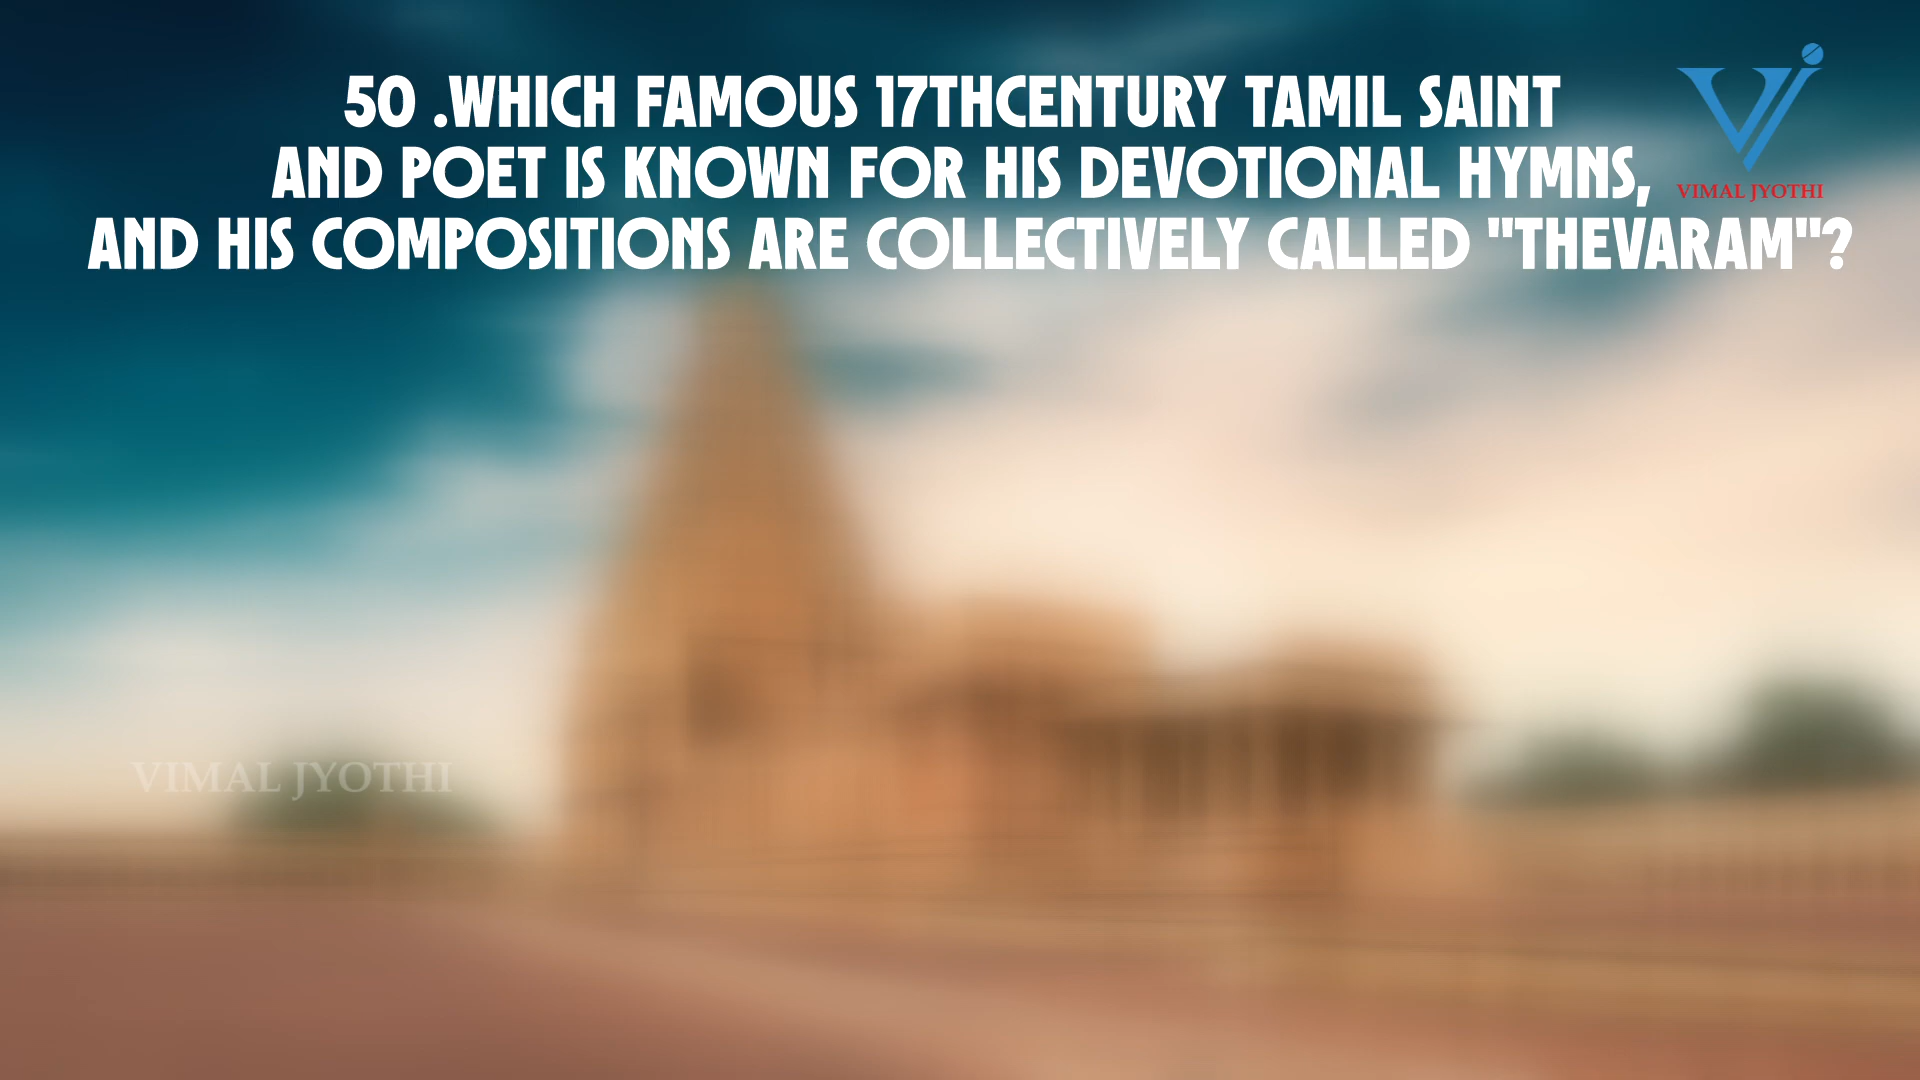 50 .WHICH FAMOUS 17THCENTURY TAMIL SAINT
AND POET IS KNOWN FOR HIS DEVOTIONAL HYMNS,
AND HIS COMPOSITIONS ARE COLLECTIVELY CALLED "THEVARAM"?
VIMAL JYOTHI
VIMAL JYOTHI